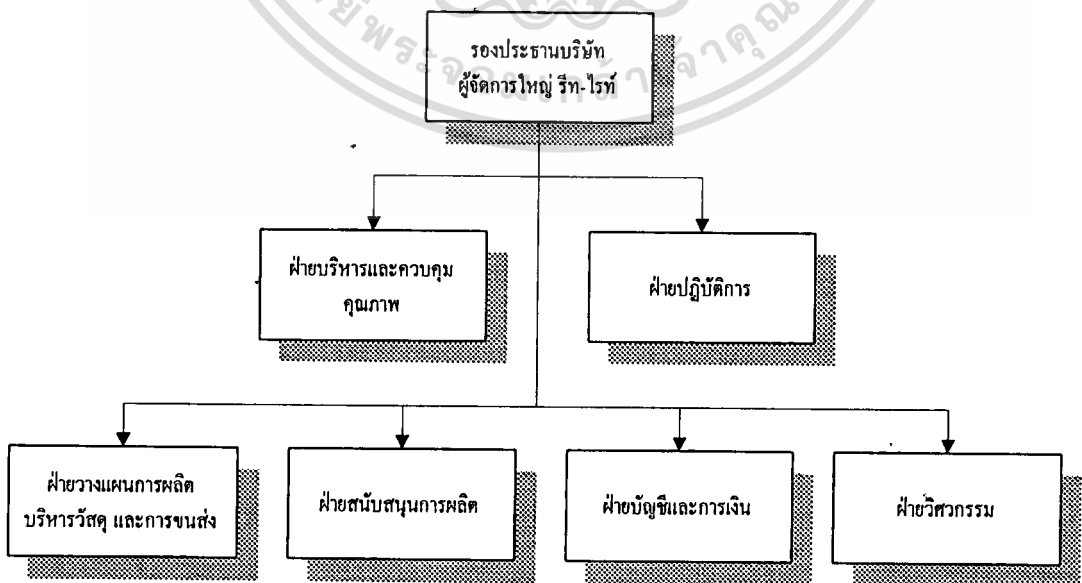 รองประธานบริษัท
ผู้จัดการใหญ่ รีท-ไรท์
ฝ่ายบริหารและควบคุม
คุณภาพ
ฝ่ายปฏิบัติการ
ฝ่ายวางแผนการผลิต
บริหารวัสดุ และการขนส่ง
ฝ่ายสนับสนุนการผลิต
ฝ่ายบัญชีและการเงิน
ฝ่ายวิศวกรรม